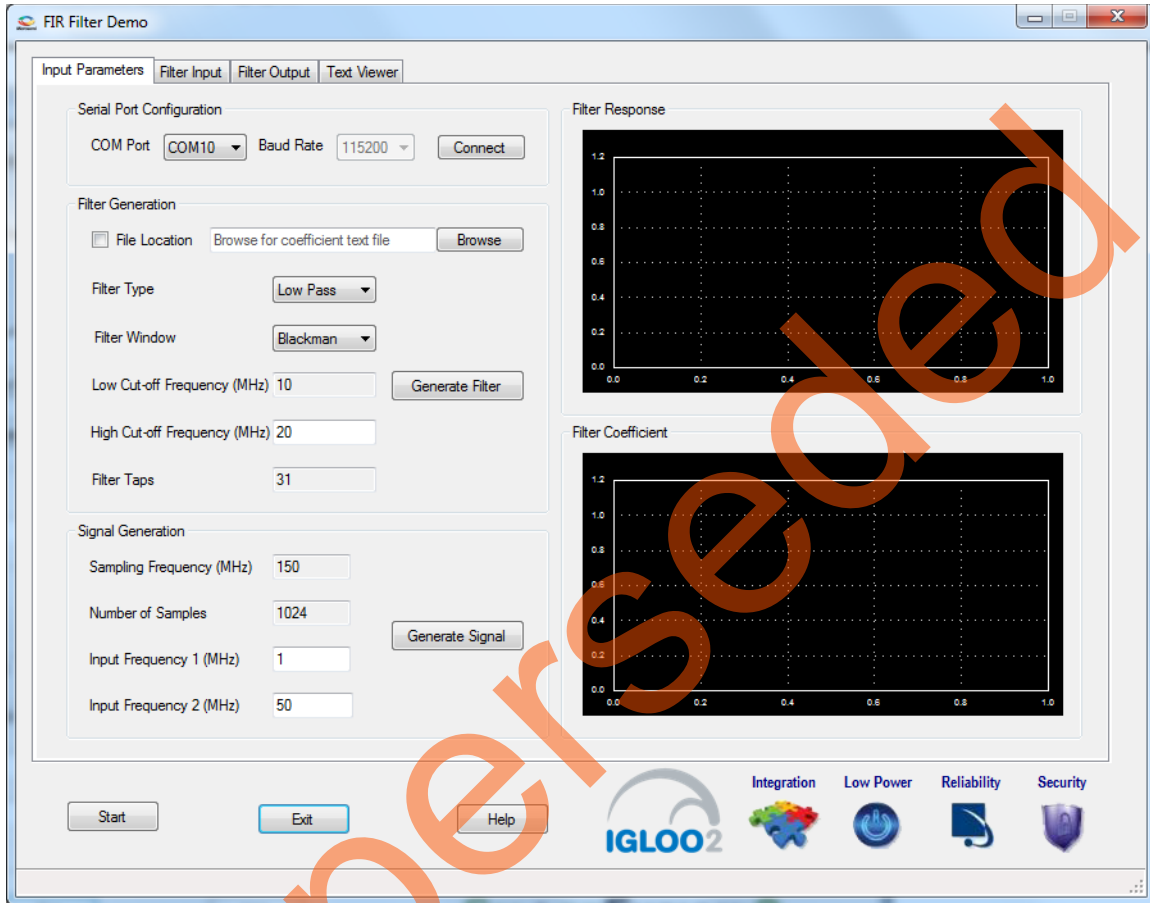 FIR Filter Demo
Input Parameters Filter Input Filter Output Text Viewer
Serial Port Configuration
COM Port COM10 Baud Rate 115200 Connect
Filter Generation
File Location Browse for coefficient text file Browse
Filter Type Low Pass
Filter Window Blackman
Low Cut-off Frequency (MHz) 10 Generate Filter
High Cut-off Frequency (MHz) 20
Filter Taps 31
Signal Generation
Sampling Frequency (MHz) 150
Number of Samples 1024
Generate Signal
Input Frequency 1 (MHz) 1
Input Frequency 2 (MHz) 50
Filter Response
1.2
1.0
0.8
0.6
0.4
0.2
0.0
0.0 0.2 0.4 0.6 0.8 1.0
Filter Coefficient
1.2
1.0
0.8
0.6
0.4
0.2
0.0
0.0 0.2 0.4 0.6 0.8 1.0
Start Exit Help
IGLOO2
Integration Low Power Reliability Security
perseded